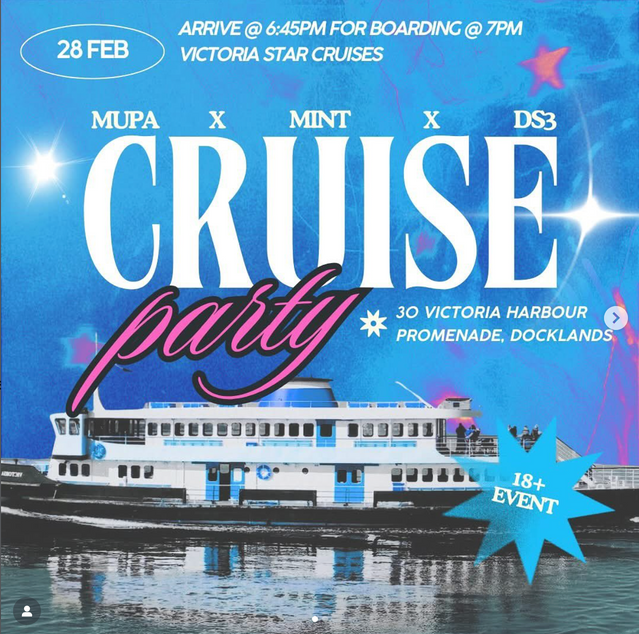 28 FEB
ARRIVE @ 6:45PM FOR BOARDING @ 7PM
VICTORIA STAR CRUISES
MUPA X MINT X DS3
CRUISE
party
30 VICTORIA HARBOUR
PROMENADE, DOCKLANDS
18+
EVENT